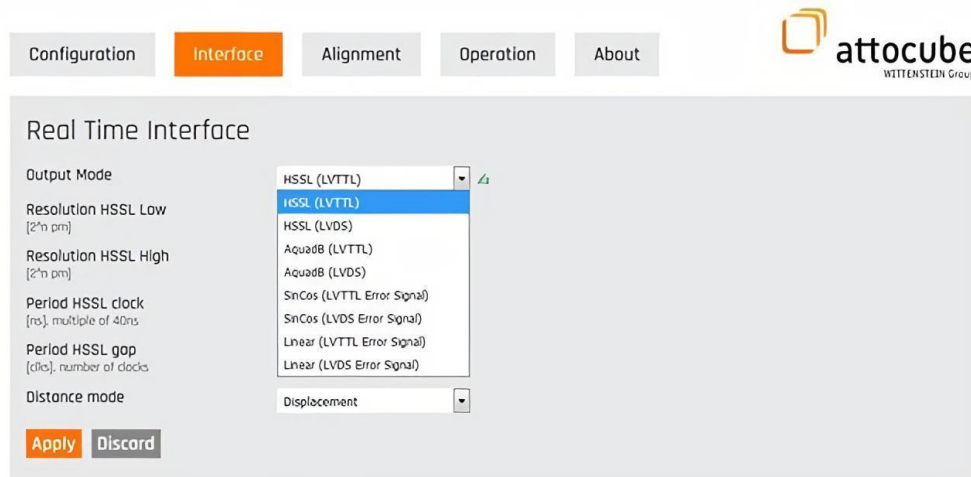 Configuration
Interface
Alignment
Operation
About
attocube
WITTENSTEIN Group
Real Time Interface
Output Mode
HSSL (LVTTL)
HSSL (LVTTL)
Resolution HSSL Low
[2^n pm]
HSSL (LVDS)
AquadB (LVTTL)
Resolution HSSL High
[2^n pm]
AquadB (LVDS)
SinCos (LVTTL Error Signal)
Period HSSL clock
[ns], multiple of 40ns
SinCos (LVDS Error Signal)
Linear (LVTTL Error Signal)
Period HSSL gap
[clks], number of clocks
Linear (LVDS Error Signal)
Distance mode
Displacement
Apply
Discard